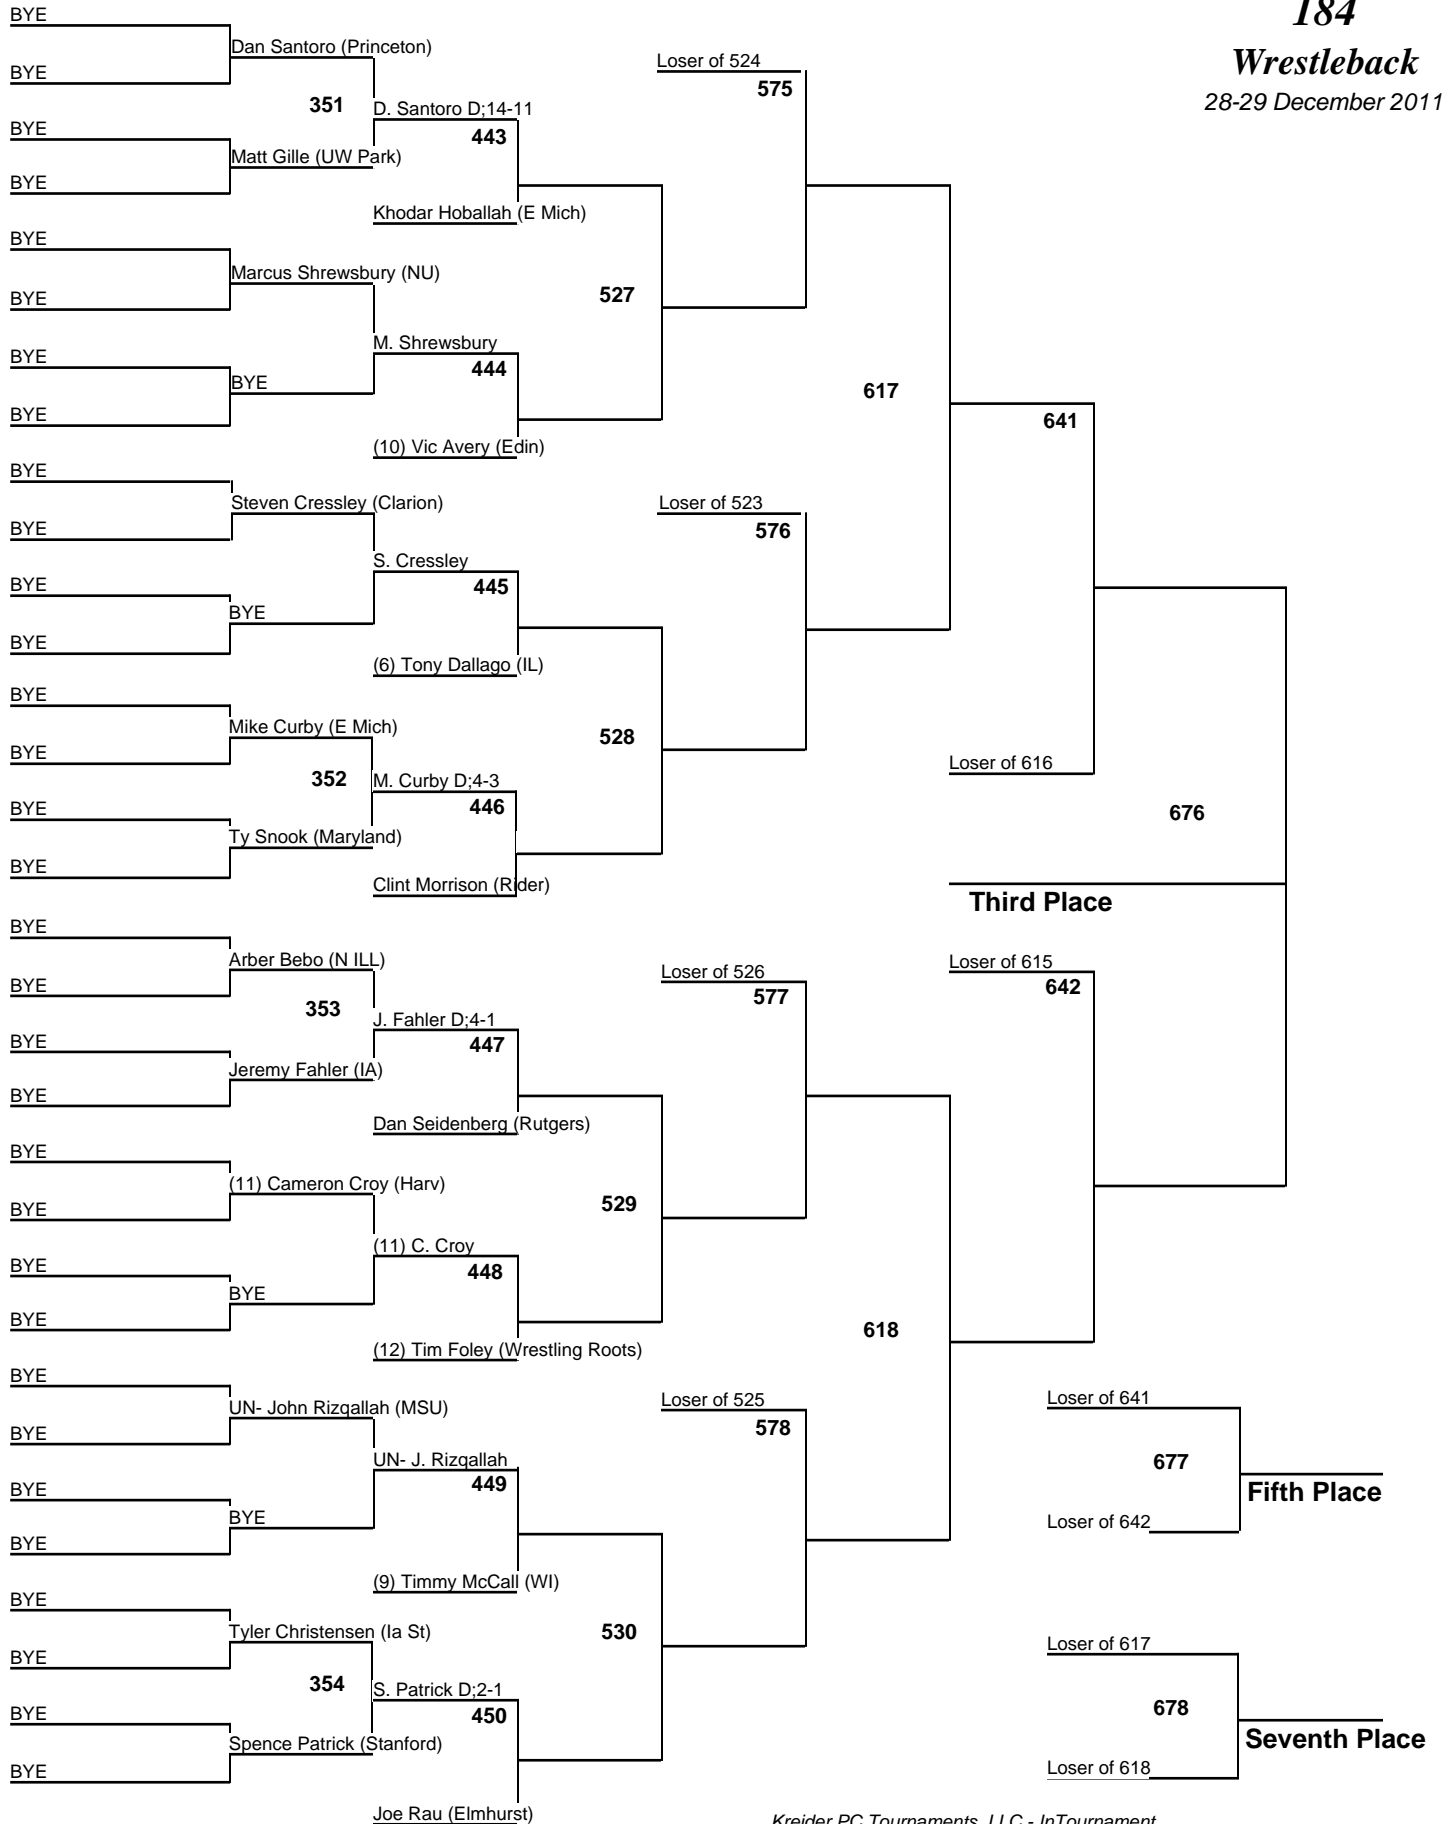 184
Wrestleback
28-29 December 2011
BYE
Dan Santoro (Princeton)
BYE
351
D. Santoro D;14-11
443
BYE
Matt Gille (UW Park)
BYE
Khodar Hoballah (E Mich)
BYE
Marcus Shrewsbury (NU)
BYE
527
M. Shrewsbury
444
BYE
BYE
BYE
(10) Vic Avery (Edin)
Loser of 524
575
617
641
BYE
Steven Cressley (Clarion)
BYE
S. Cressley
445
BYE
BYE
BYE
(6) Tony Dallago (IL)
Loser of 523
576
BYE
Mike Curby (E Mich)
BYE
528
352
M. Curby D;4-3
446
BYE
Ty Snook (Maryland)
BYE
Clint Morrison (Rider)
Loser of 616
676
Third Place
BYE
Arber Bebo (N ILL)
BYE
353
J. Fahler D;4-1
447
BYE
Jeremy Fahler (IA)
BYE
Dan Seidenberg (Rutgers)
Loser of 526
577
Loser of 615
642
BYE
(11) Cameron Croy (Harv)
BYE
529
(11) C. Croy
448
BYE
BYE
BYE
(12) Tim Foley (Wrestling Roots)
618
BYE
UN- John Rizqallah (MSU)
BYE
UN- J. Rizqallah
449
BYE
BYE
BYE
(9) Timmy McCall (WI)
Loser of 525
578
Loser of 641
677
Fifth Place
Loser of 642
BYE
Tyler Christensen (Ia St)
BYE
530
354
S. Patrick D;2-1
450
BYE
Spence Patrick (Stanford)
BYE
Joe Rau (Elmhurst)
Loser of 617
678
Seventh Place
Loser of 618
Kreider PC Tournaments, LLC - InTournament